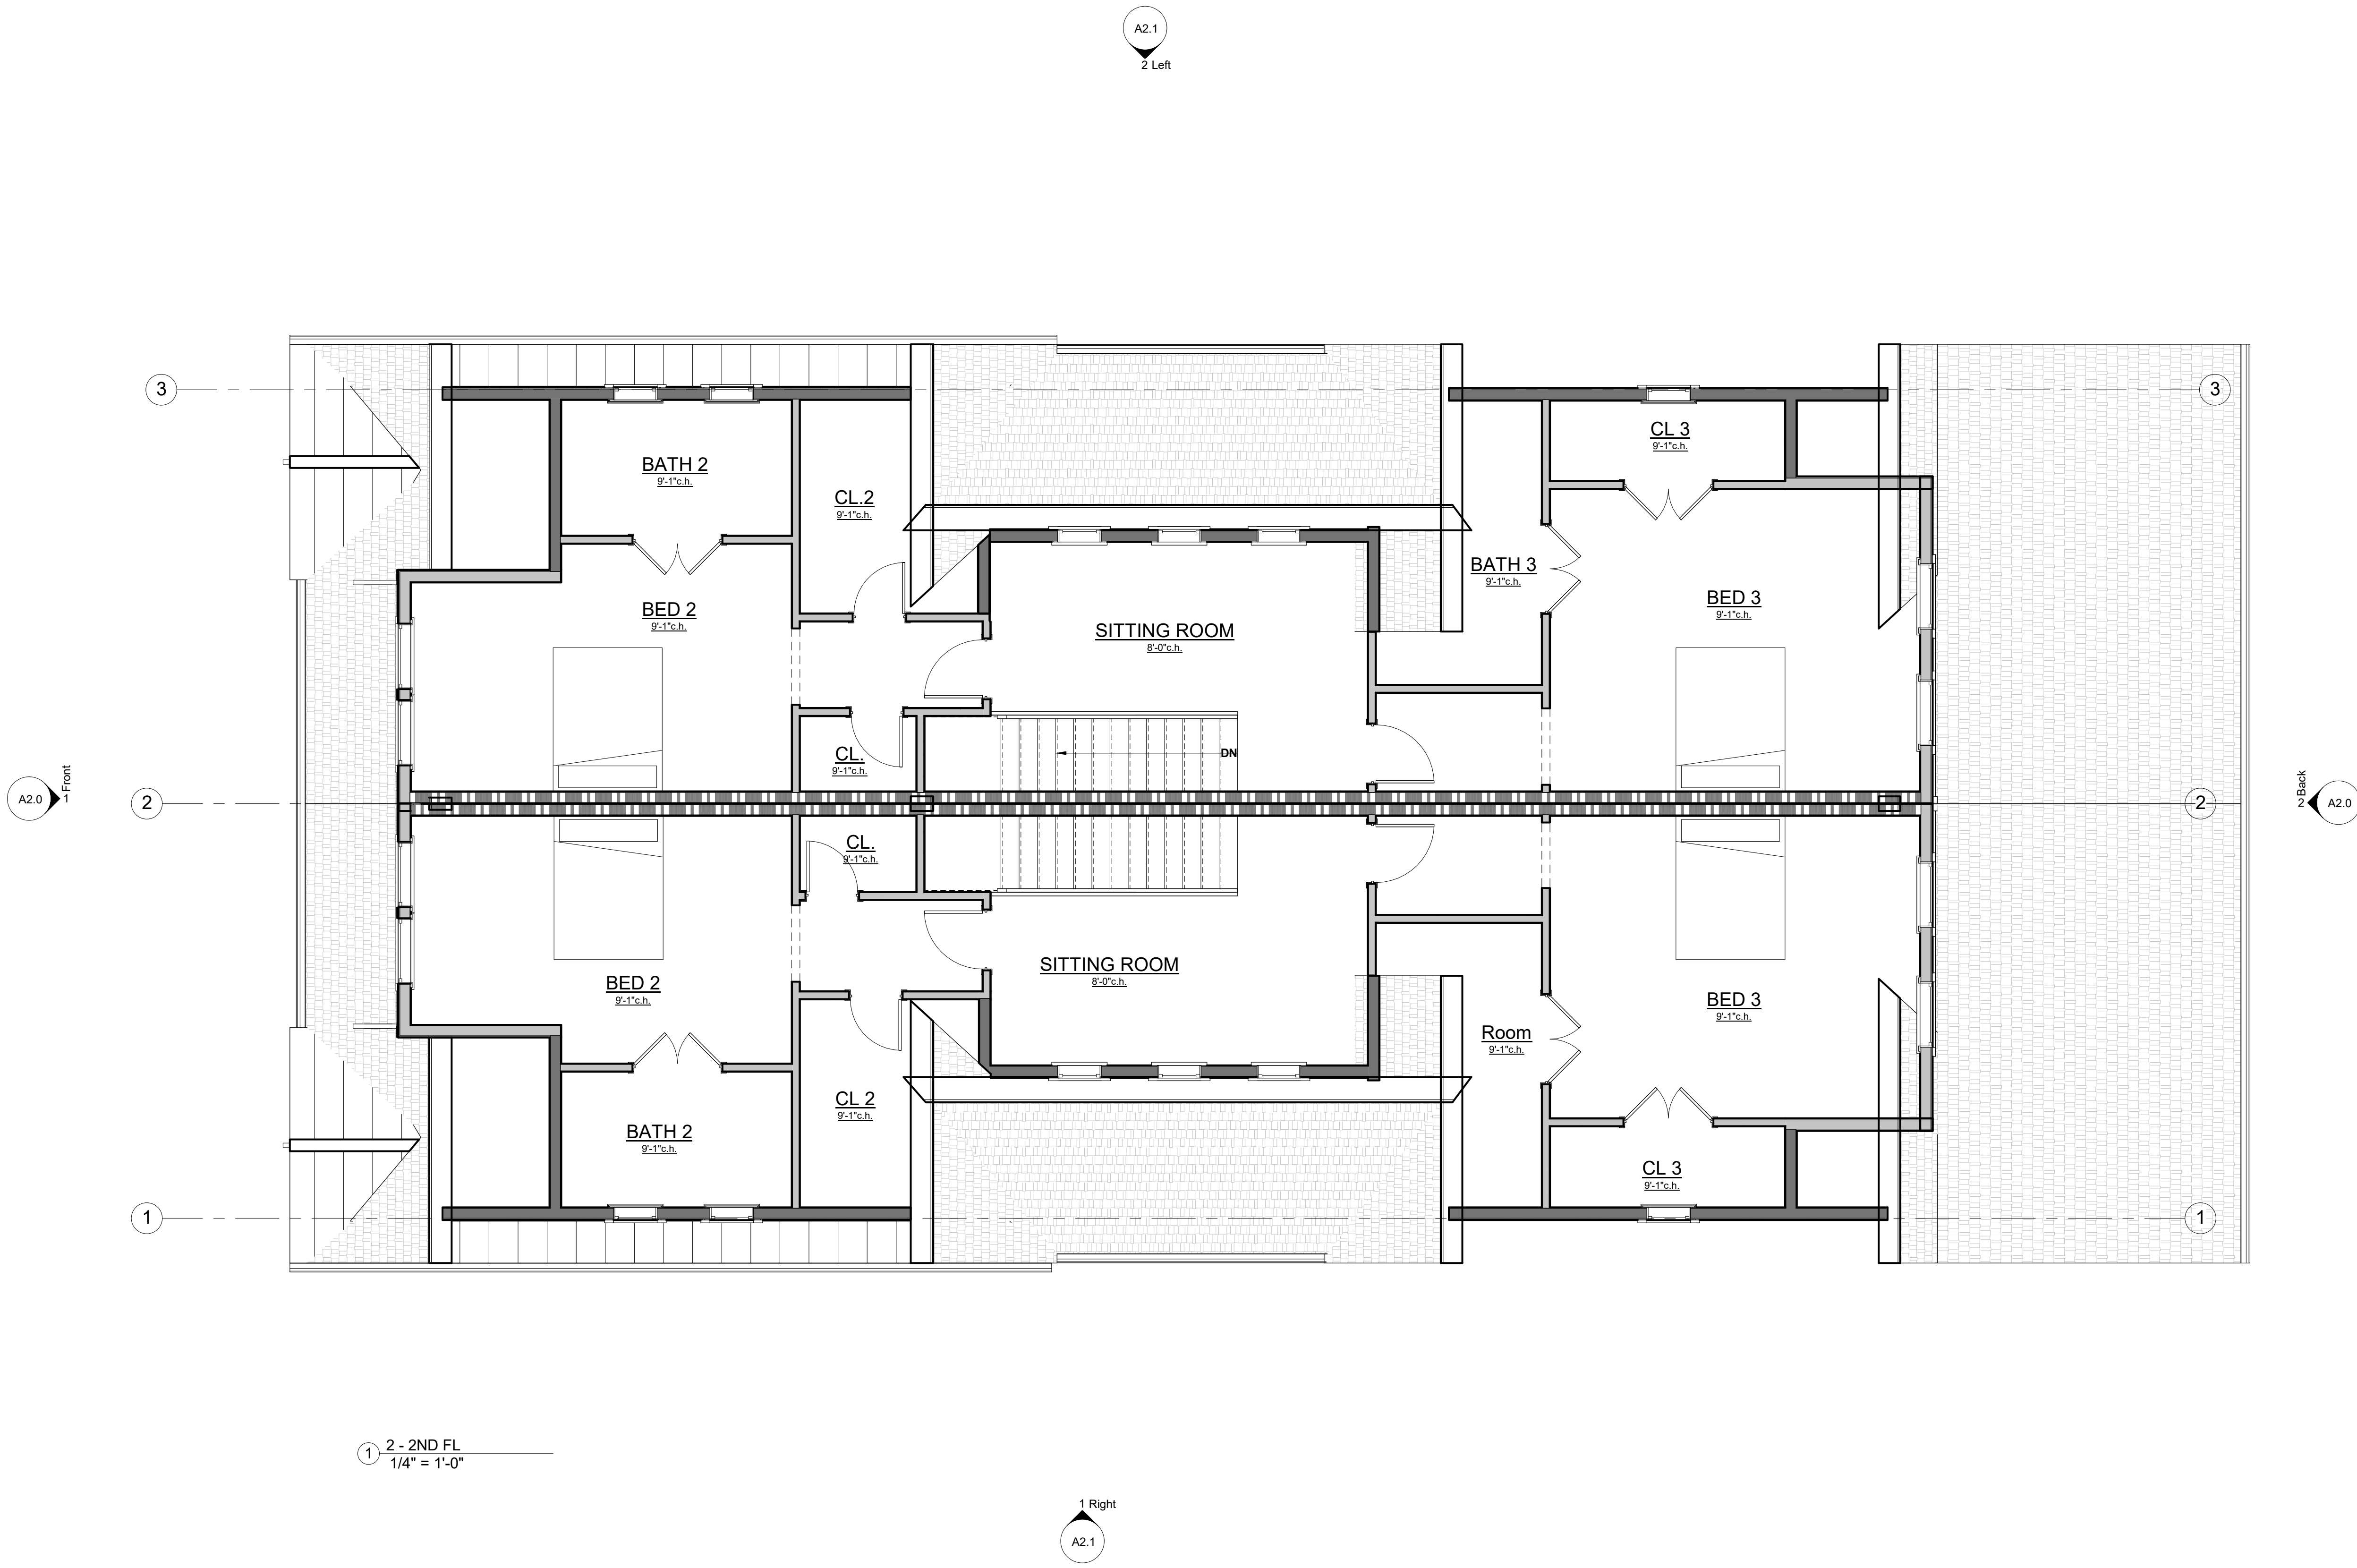 A2.1
2 Left
3
3
CL 3
9'-1"c.h.
BATH 2
9'-1"c.h.
CL.2
9'-1"c.h.
BATH 3
9'-1"c.h.
BED 2
9'-1"c.h.
BED 3
9'-1"c.h.
SITTING ROOM
8'-0"c.h.
DN
CL.
9'-1"c.h.
A2.0
1 Front
2
2
2 Back
A2.0
CL.
9'-1"c.h.
SITTING ROOM
8'-0"c.h.
BED 2
9'-1"c.h.
BED 3
9'-1"c.h.
Room
9'-1"c.h.
CL 2
9'-1"c.h.
BATH 2
9'-1"c.h.
CL 3
9'-1"c.h.
1
1
1
2 - 2ND FL
1/4" = 1'-0"
1 Right
A2.1